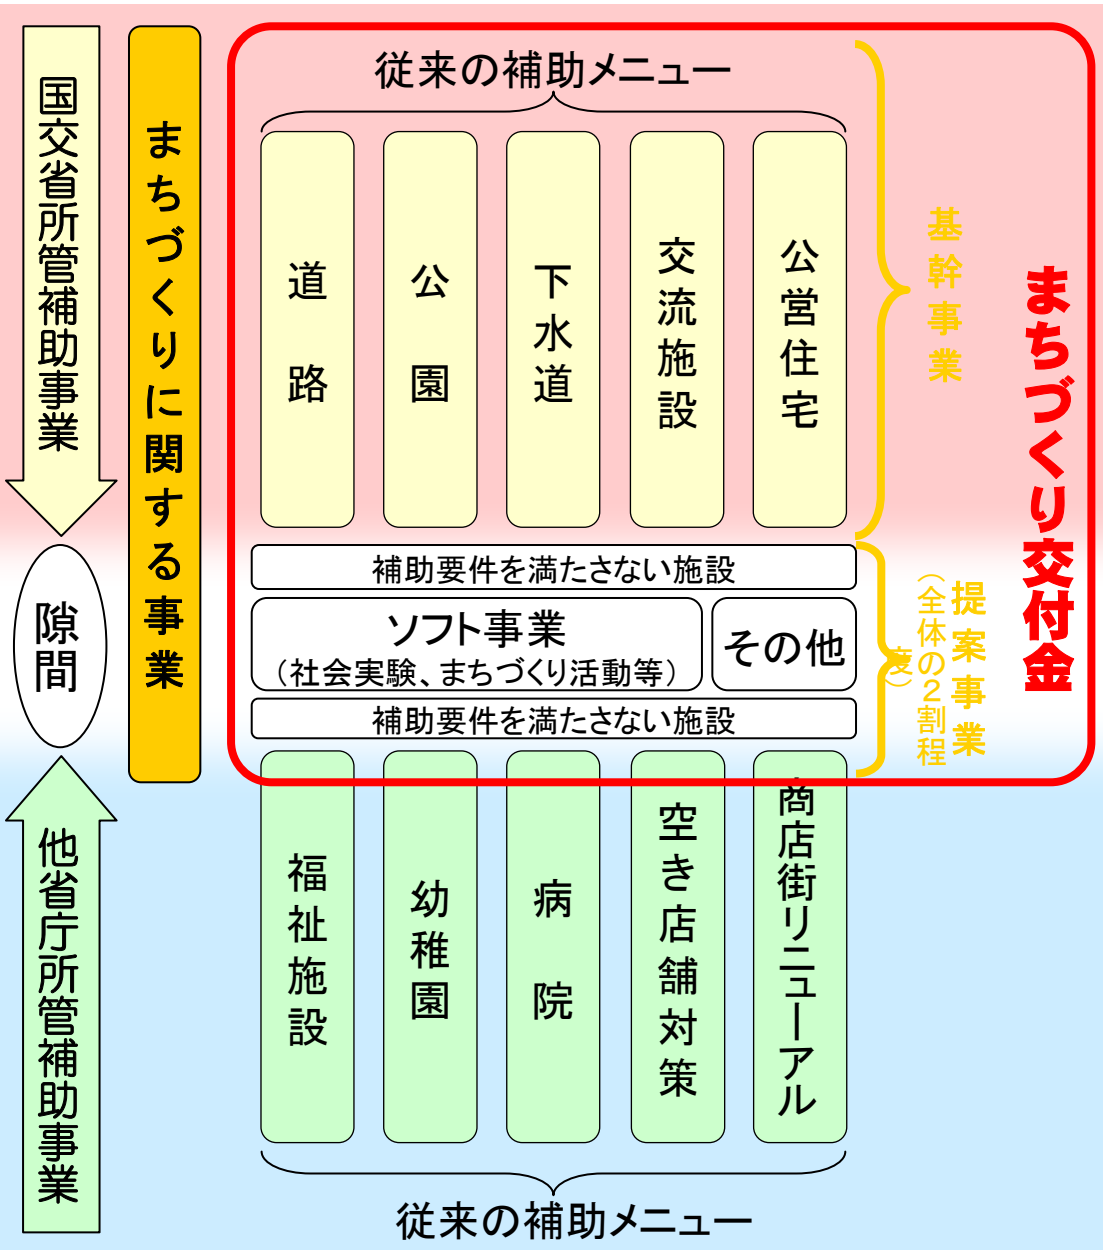 国交省所管補助事業
隙間
他省庁所管補助事業
まちづくりに関する事業
従来の補助メニュー
道路
公園
下水道
交流施設
公営住宅
基幹事業
補助要件を満たさない施設
ソフト事業
（社会実験、まちづくり活動等）
その他
補助要件を満たさない施設
提案事業
（全体の２割程
度）
まちづくり交付金
福祉施設
幼稚園
病院
空き店舗対策
商店街リニューアル
従来の補助メニュー